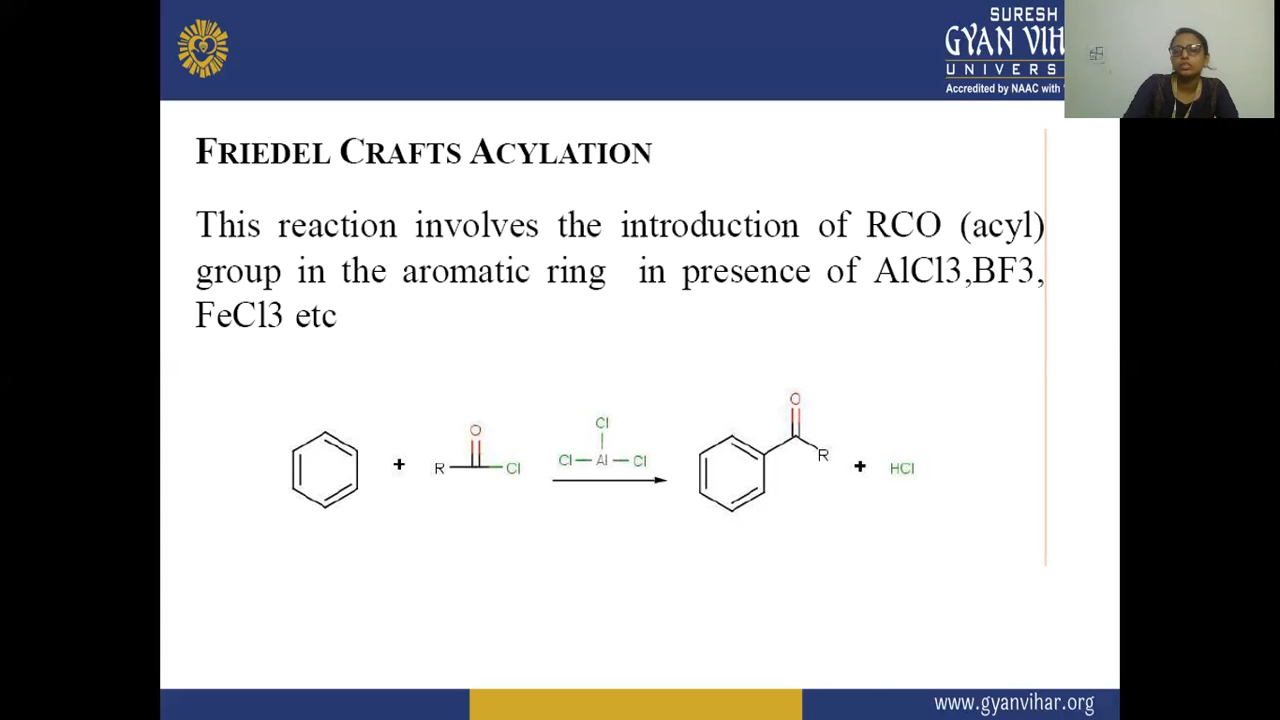 SURESH
GYAN
UNIVERS
Accredited by NAAC with
FRIEDEL CRAFTS ACYLATION
This reaction involves the introduction of RCO (acyl)
group in the aromatic ring in presence of AlCl3,BF3,
FeCl3 etc
O
R Cl
+
Cl
Cl Al Cl
O
R
+
HCl
www.gyanvihar.org